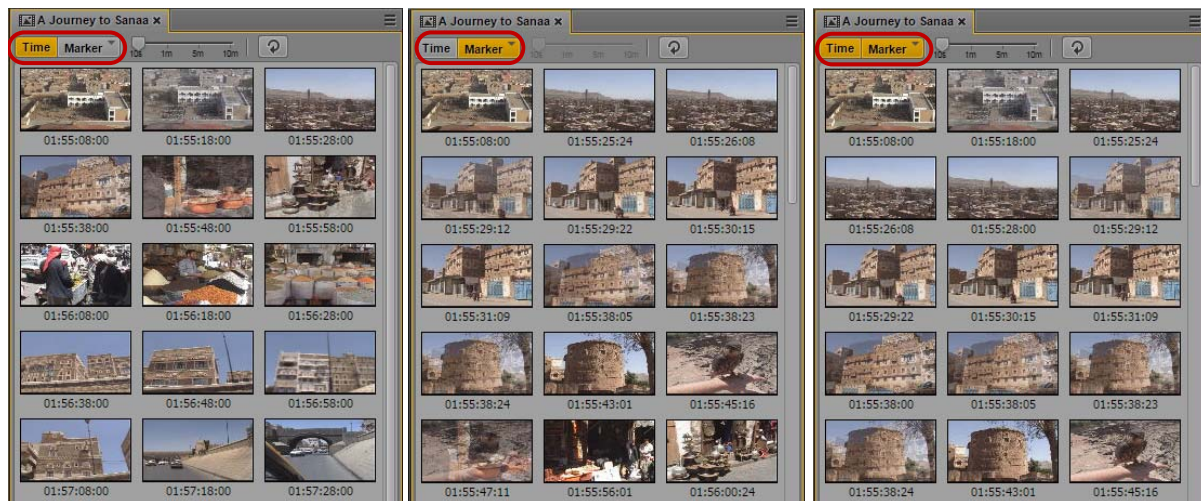 A Journey to Sanaa ×
Time Marker 10s 1m 5m 10m
01:55:08:00 01:55:18:00 01:55:28:00
01:55:38:00 01:55:48:00 01:55:58:00
01:56:08:00 01:56:18:00 01:56:28:00
01:56:38:00 01:56:48:00 01:56:58:00
01:57:08:00 01:57:18:00 01:57:28:00
A Journey to Sanaa ×
Time Marker 10s 1m 5m 10m
01:55:08:00 01:55:25:24 01:55:26:08
01:55:29:12 01:55:29:22 01:55:30:15
01:55:31:09 01:55:38:05 01:55:38:23
01:55:38:24 01:55:43:01 01:55:45:16
01:55:47:11 01:55:56:01 01:56:00:24
A Journey to Sanaa ×
Time Marker 10s 1m 5m 10m
01:55:08:00 01:55:18:00 01:55:25:24
01:55:26:08 01:55:28:00 01:55:29:12
01:55:29:22 01:55:30:15 01:55:31:09
01:55:38:00 01:55:38:05 01:55:38:23
01:55:38:24 01:55:43:01 01:55:45:16